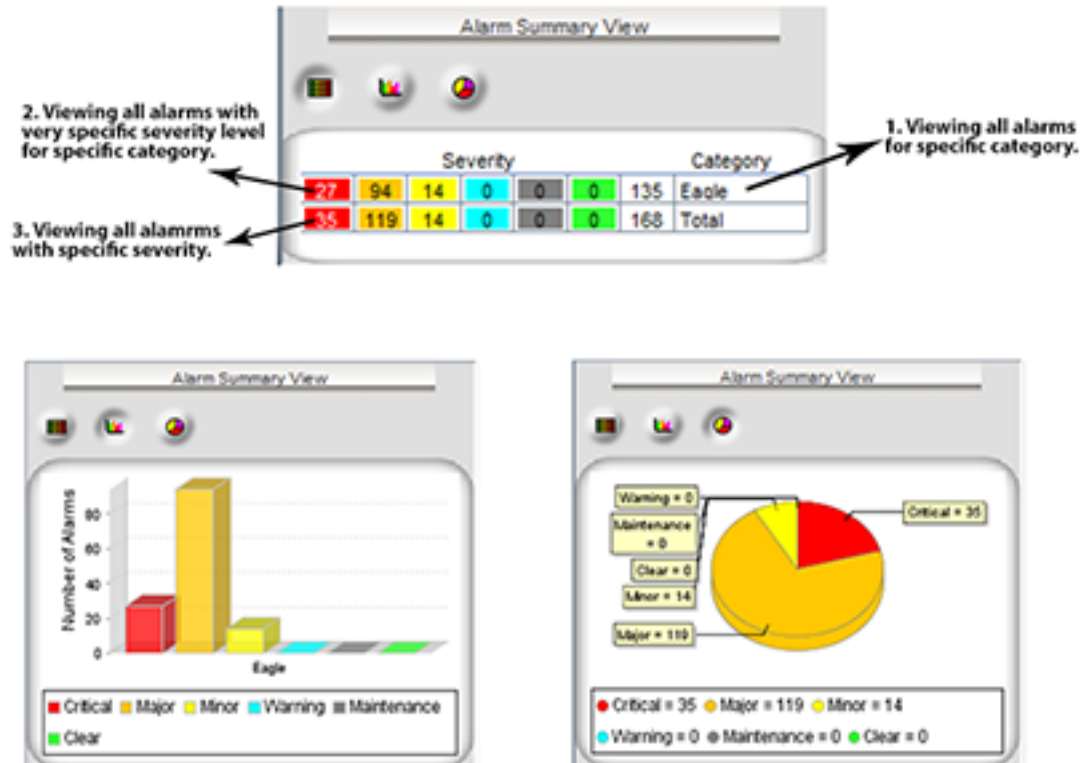 Alarm Summary View
2. Viewing all alarms with
very specific severity level
for specific category.
1. Viewing all alarms
for specific category.
Severity Category
27 94 14 0 0 0 135 Eagle
35 119 14 0 0 0 168 Total
3. Viewing all alamrms
with specific severity.
Alarm Summary View
Number of Alarms
80
60
40
20
0
Eagle
Critical Major Minor Warning Maintenance
Clear
Alarm Summary View
Warning = 0
Critical = 35
Maintenance
= 0
Clear = 0
Minor = 14
Major = 119
Critical = 35 Major = 119 Minor = 14
Warning = 0 Maintenance = 0 Clear = 0